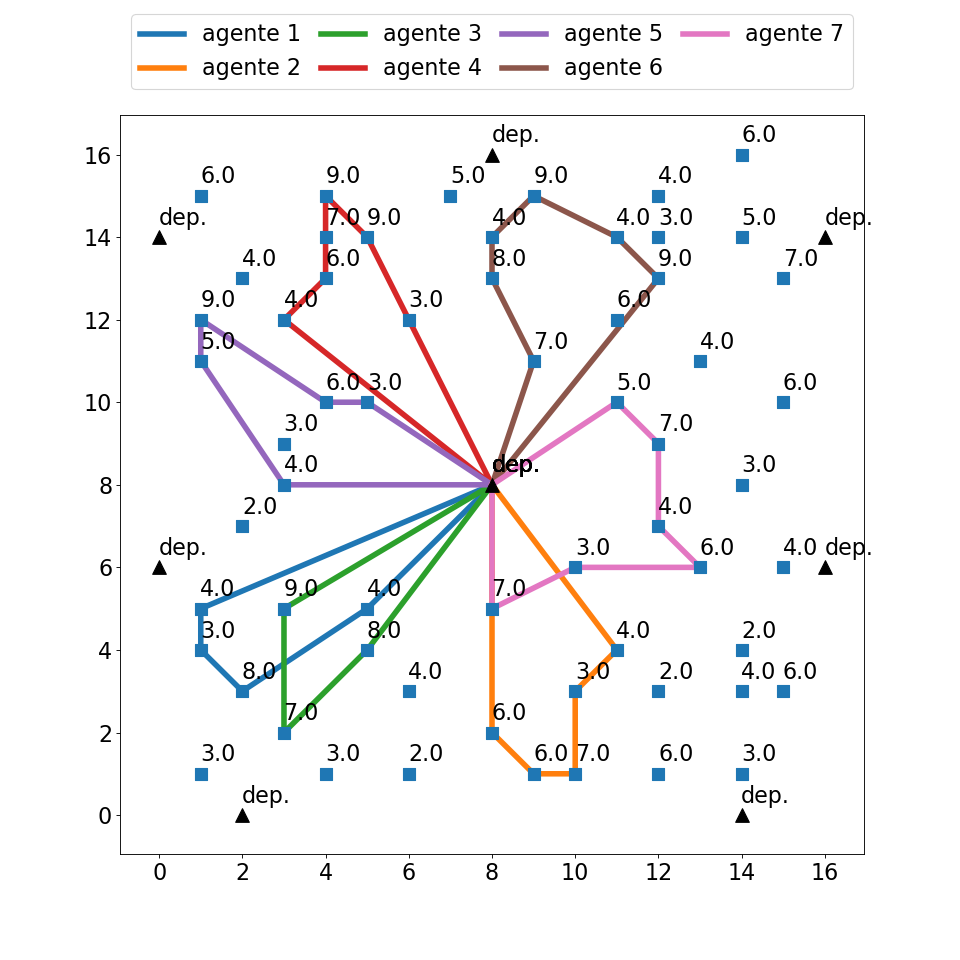 agente 1 agente 3 agente 5 agente 7
agente 2 agente 4 agente 6
dep. 6.0
16
6.0 9.0 5.0 9.0 4.0
dep. 7.0 9.0 4.0 4.0 3.0 5.0 dep.
14
4.0 6.0 8.0 9.0 7.0
9.0 4.0 3.0 6.0
12
5.0 7.0 4.0
6.0 3.0 5.0 6.0
10
3.0 7.0
4.0 dep. 3.0
8
2.0 4.0
dep. 3.0 6.0 4.0 dep.
6
4.0 9.0 4.0 7.0
3.0 8.0 4.0 2.0
4
8.0 4.0 3.0 2.0 4.0 6.0
7.0 6.0
2
3.0 3.0 2.0 6.0 7.0 6.0 3.0
dep. dep.
0
0 2 4 6 8 10 12 14 16